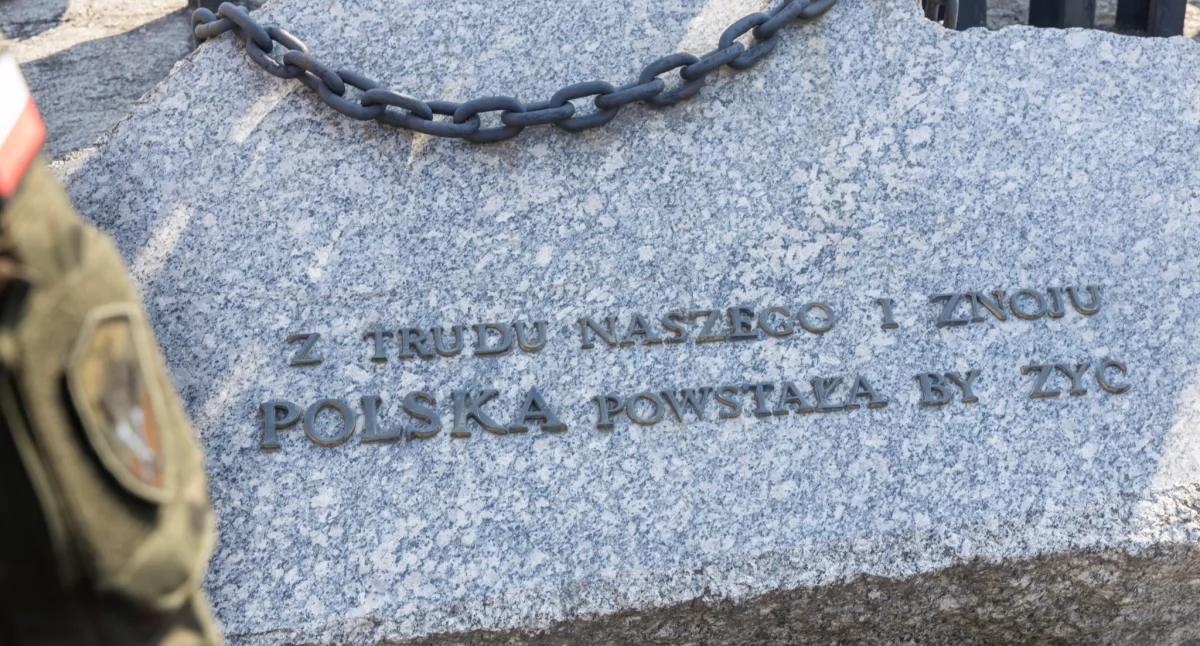 Z TRUDU NASZEGO I ZNOJU
POLSKA POWSTAŁA BY ZYC